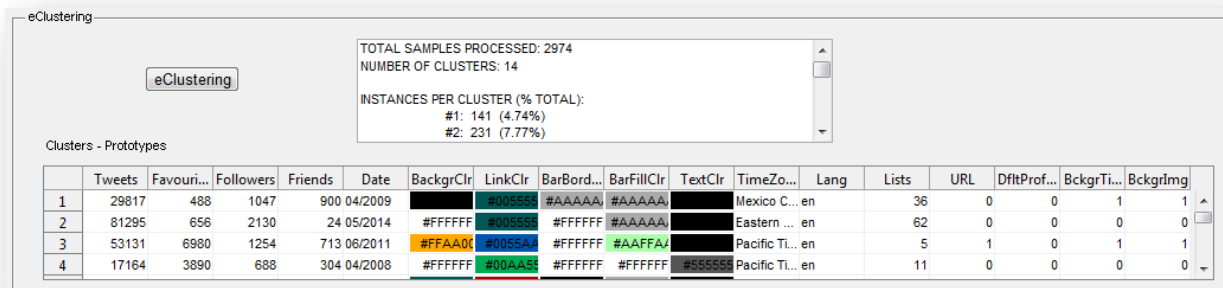 eClustering
TOTAL SAMPLES PROCESSED: 2974
NUMBER OF CLUSTERS: 14
eClustering
INSTANCES PER CLUSTER (% TOTAL):
#1: 141 (4.74%)
#2: 231 (7.77%)
Clusters - Prototypes
Tweets Favouri... Followers Friends Date BackgrClr LinkClr BarBord... BarFillClr TextClr TimeZo... Lang Lists URL DfltProf... BckgrTi... BckgrImg
1 29817 488 1047 900 04/2009 #005555 #AAAAAA #AAAAAA Mexico C... en 36 0 0 1 1
2 81295 656 2130 24 05/2014 #FFFFFF #005555 #FFFFFF #AAAAAA Eastern ... en 62 0 0 0 0
3 53131 6980 1254 713 06/2011 #FFAA00 #0055AA #FFFFFF #AAFFAA Pacific Ti... en 5 1 0 1 1
4 17164 3890 688 304 04/2008 #FFFFFF #00AA55 #FFFFFF #FFFFFF #555555 Pacific Ti... en 11 0 0 0 0